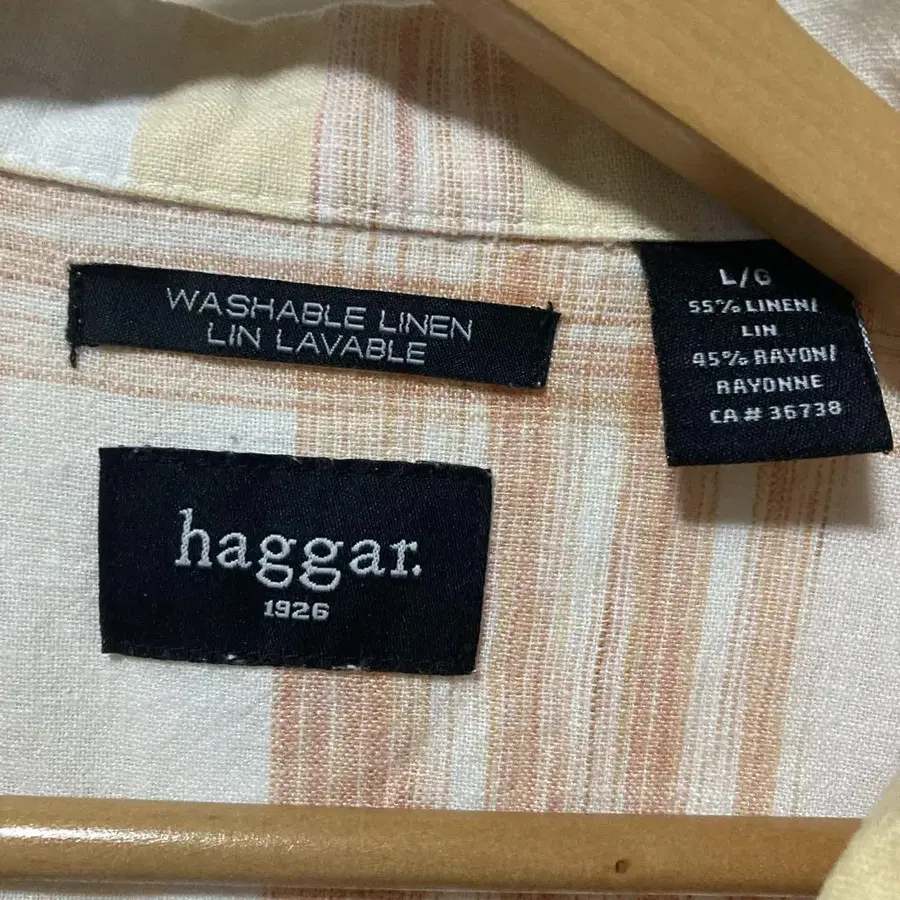 WASHABLE LINEN
LIN LAVABLE
L/G
55% LINEN/
LIN
45% RAYON/
RAYONNE
CA# 36738
haggar.
1926